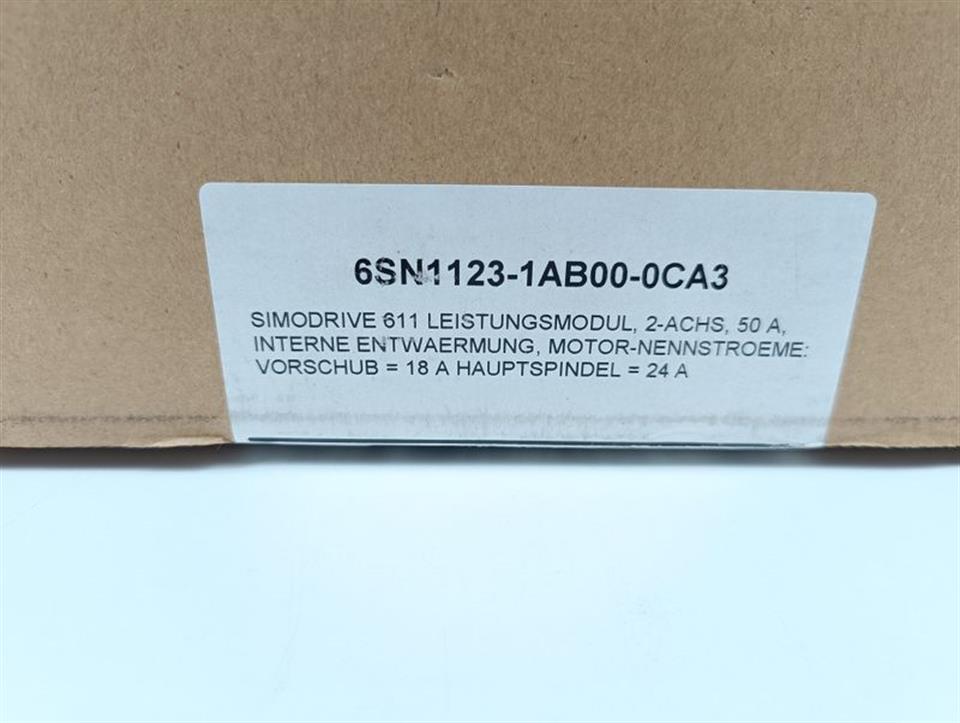 6SN1123-1AB00-0CA3
SIMODRIVE 611 LEISTUNGSMODUL, 2-ACHS, 50 A,
INTERNE ENTWAERMUNG, MOTOR-NENNSTROEME:
VORSCHUB = 18 A HAUPTSPINDEL = 24 A